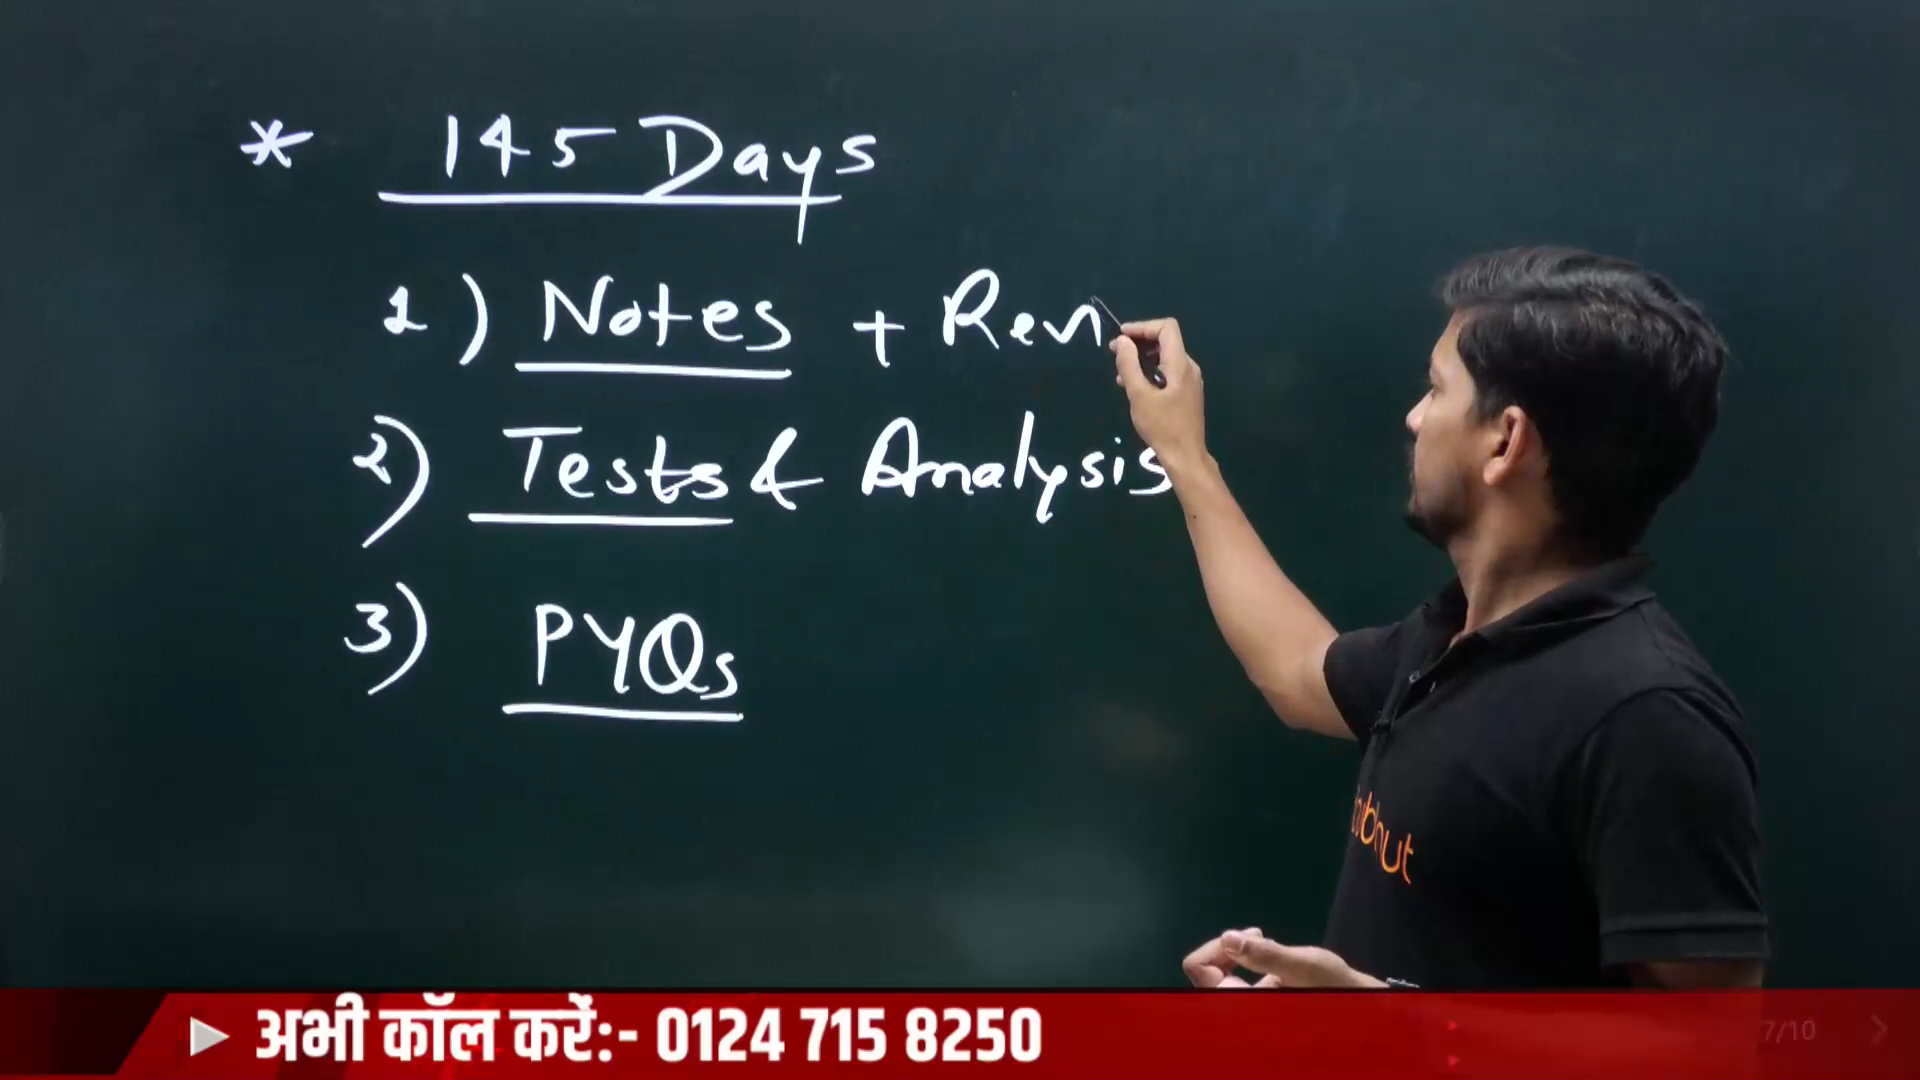 * 145 Days
1) Notes + Rev
2) Tests & Analysis
3) PYQs
अभी कॉल करें:- 0124 715 8250
7/10